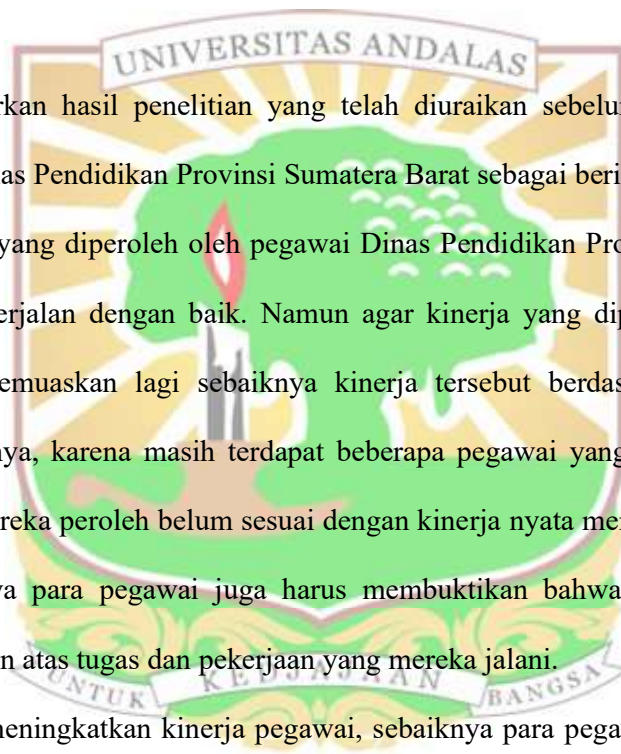 UNIVERSITAS ANDALAS
rkan hasil penelitian yang telah diuraikan sebelu
as Pendidikan Provinsi Sumatera Barat sebagai beri
yang diperoleh oleh pegawai Dinas Pendidikan Pro
erjalan dengan baik. Namun agar kinerja yang dip
emuaskan lagi sebaiknya kinerja tersebut berdas
nya, karena masih terdapat beberapa pegawai yang
reka peroleh belum sesuai dengan kinerja nyata me
ya para pegawai juga harus membuktikan bahwa
n atas tugas dan pekerjaan yang mereka jalani.
UNTUK KEDJAJAAN BANGSA
meningkatkan kinerja pegawai, sebaiknya para pega